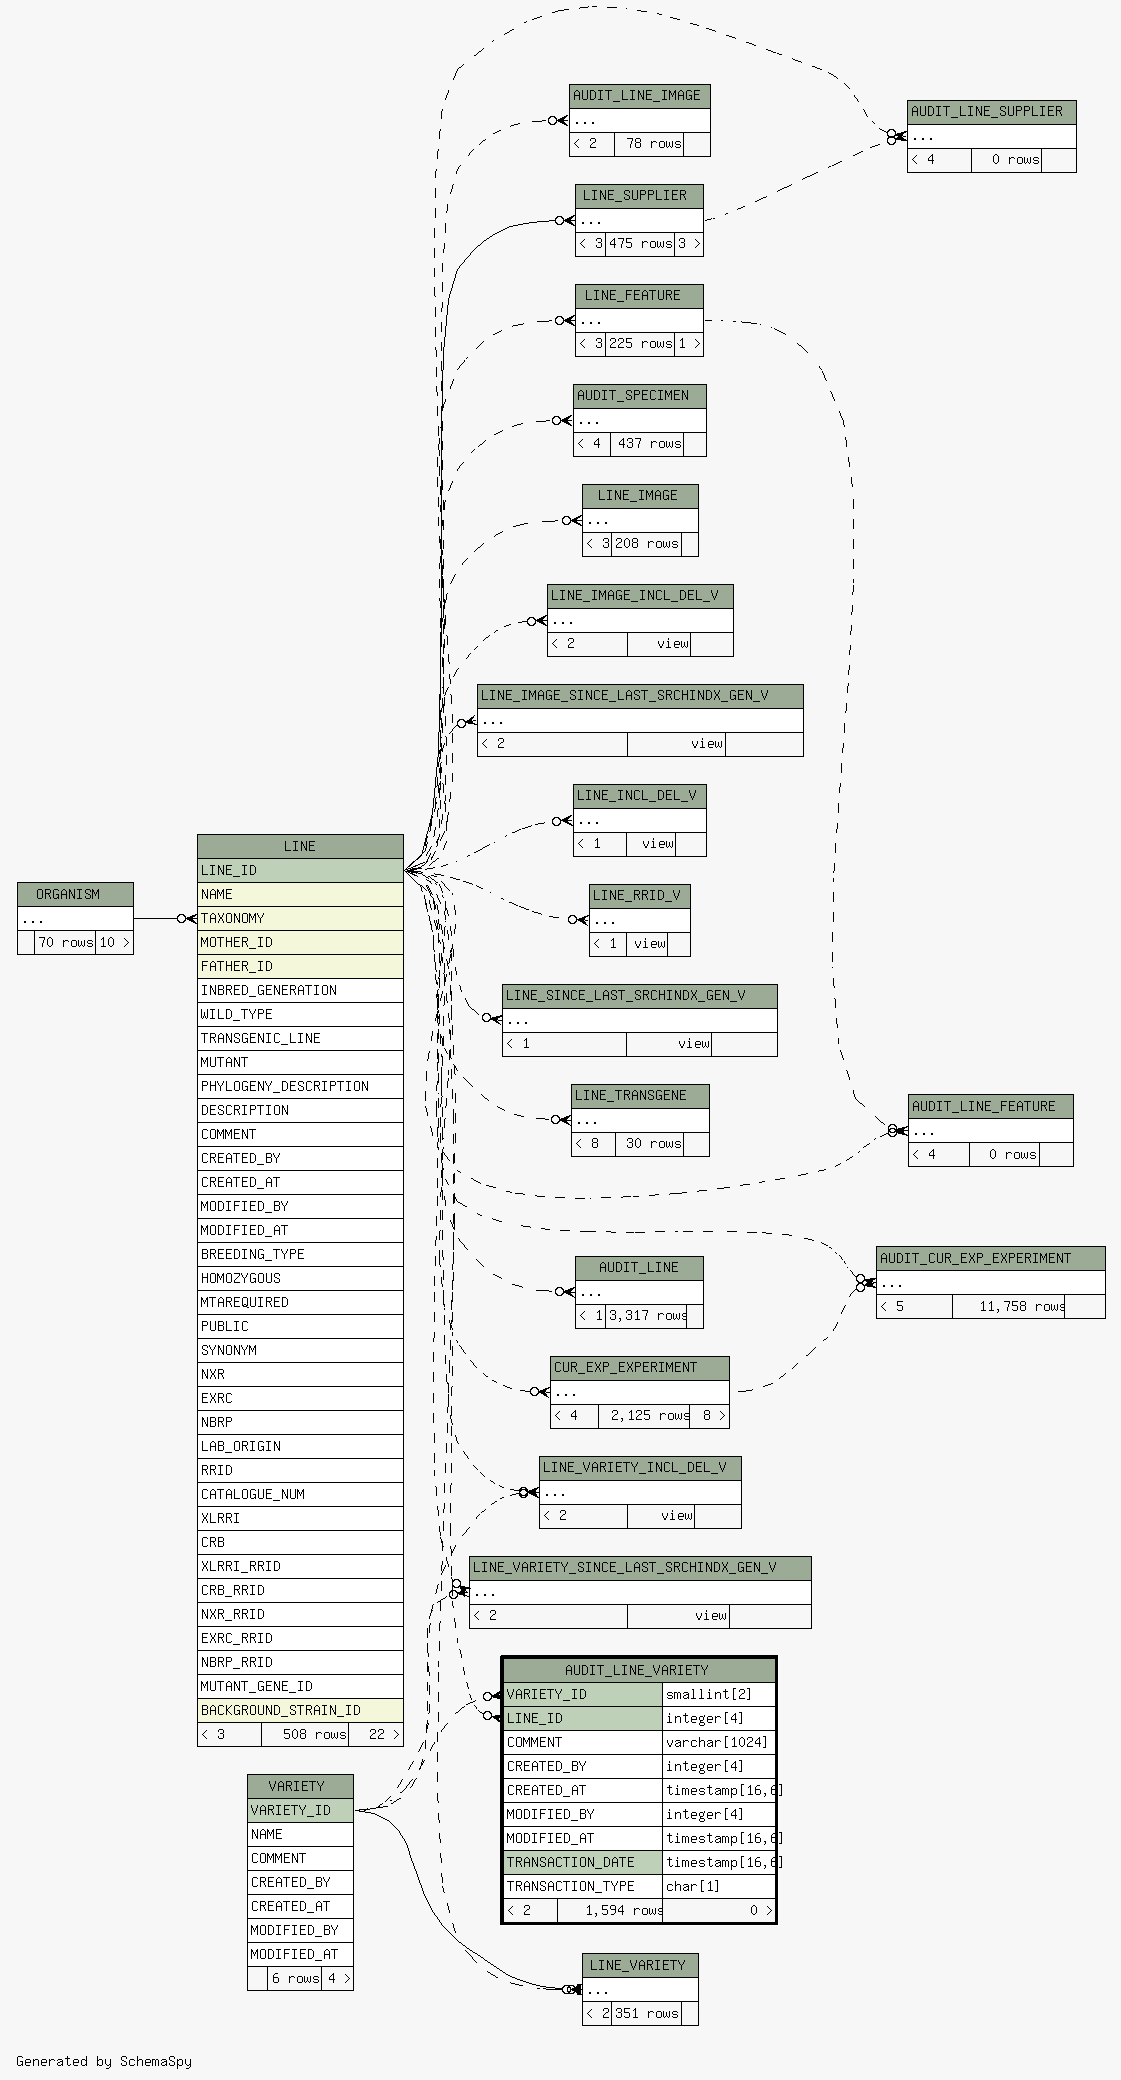 AUDIT_LINE_IMAGE
...
< 2 78 rows
AUDIT_LINE_SUPPLIER
...
< 4 0 rows
LINE_SUPPLIER
...
< 3 475 rows 3 >
LINE_FEATURE
...
< 3 225 rows 1 >
AUDIT_SPECIMEN
...
< 4 437 rows
LINE_IMAGE
...
< 3 208 rows
LINE_IMAGE_INCL_DEL_V
...
< 2 view
LINE_IMAGE_SINCE_LAST_SRCHINDX_GEN_V
...
< 2 view
LINE_INCL_DEL_V
...
< 1 view
LINE_RRID_V
...
< 1 view
LINE_SINCE_LAST_SRCHINDX_GEN_V
...
< 1 view
LINE_TRANSGENE
...
< 8 30 rows
AUDIT_LINE_FEATURE
...
< 4 0 rows
ORGANISM
...
70 rows 10 >
LINE
LINE_ID
NAME
TAXONOMY
MOTHER_ID
FATHER_ID
INBRED_GENERATION
WILD_TYPE
TRANSGENIC_LINE
MUTANT
PHYLOGENY_DESCRIPTION
DESCRIPTION
COMMENT
CREATED_BY
CREATED_AT
MODIFIED_BY
MODIFIED_AT
BREEDING_TYPE
HOMOZYGOUS
MTAREQUIRED
PUBLIC
SYNONYM
NXR
EXRC
NBRP
LAB_ORIGIN
RRID
CATALOGUE_NUM
XLRRI
CRB
XLRRI_RRID
CRB_RRID
NXR_RRID
EXRC_RRID
NBRP_RRID
MUTANT_GENE_ID
BACKGROUND_STRAIN_ID
< 3 508 rows 22 >
AUDIT_CUR_EXP_EXPERIMENT
...
< 5 11,758 rows
AUDIT_LINE
...
< 1 3,317 rows
CUR_EXP_EXPERIMENT
...
< 4 2,125 rows 8 >
LINE_VARIETY_INCL_DEL_V
...
< 2 view
LINE_VARIETY_SINCE_LAST_SRCHINDX_GEN_V
...
< 2 view
AUDIT_LINE_VARIETY
VARIETY_ID smallint[2]
LINE_ID integer[4]
COMMENT varchar[1024]
CREATED_BY integer[4]
CREATED_AT timestamp[16,6]
MODIFIED_BY integer[4]
MODIFIED_AT timestamp[16,6]
TRANSACTION_DATE timestamp[16,6]
TRANSACTION_TYPE char[1]
< 2 1,594 rows 0 >
VARIETY
VARIETY_ID
NAME
COMMENT
CREATED_BY
CREATED_AT
MODIFIED_BY
MODIFIED_AT
6 rows 4 >
LINE_VARIETY
...
< 2 351 rows
Generated by SchemaSpy